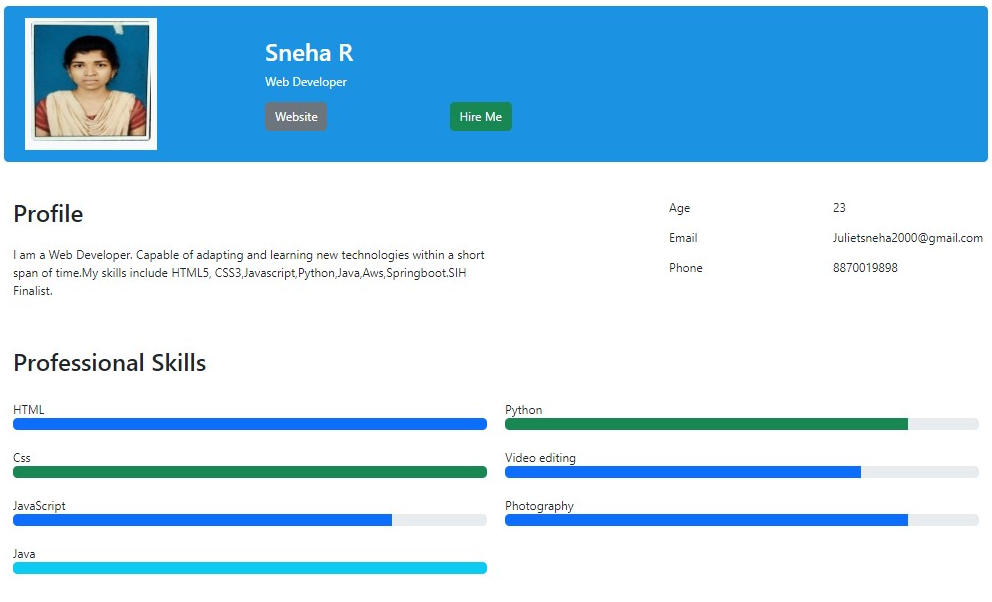 Sneha R
Web Developer
Website
Hire Me
Profile
I am a Web Developer. Capable of adapting and learning new technologies within a short
span of time.My skills include HTML5, CSS3,Javascript,Python,Java,Aws,Springboot.SIH
Finalist.
Age 23
Email Julietsneha2000@gmail.com
Phone 8870019898
Professional Skills
HTML
Python
Css
Video editing
JavaScript
Photography
Java